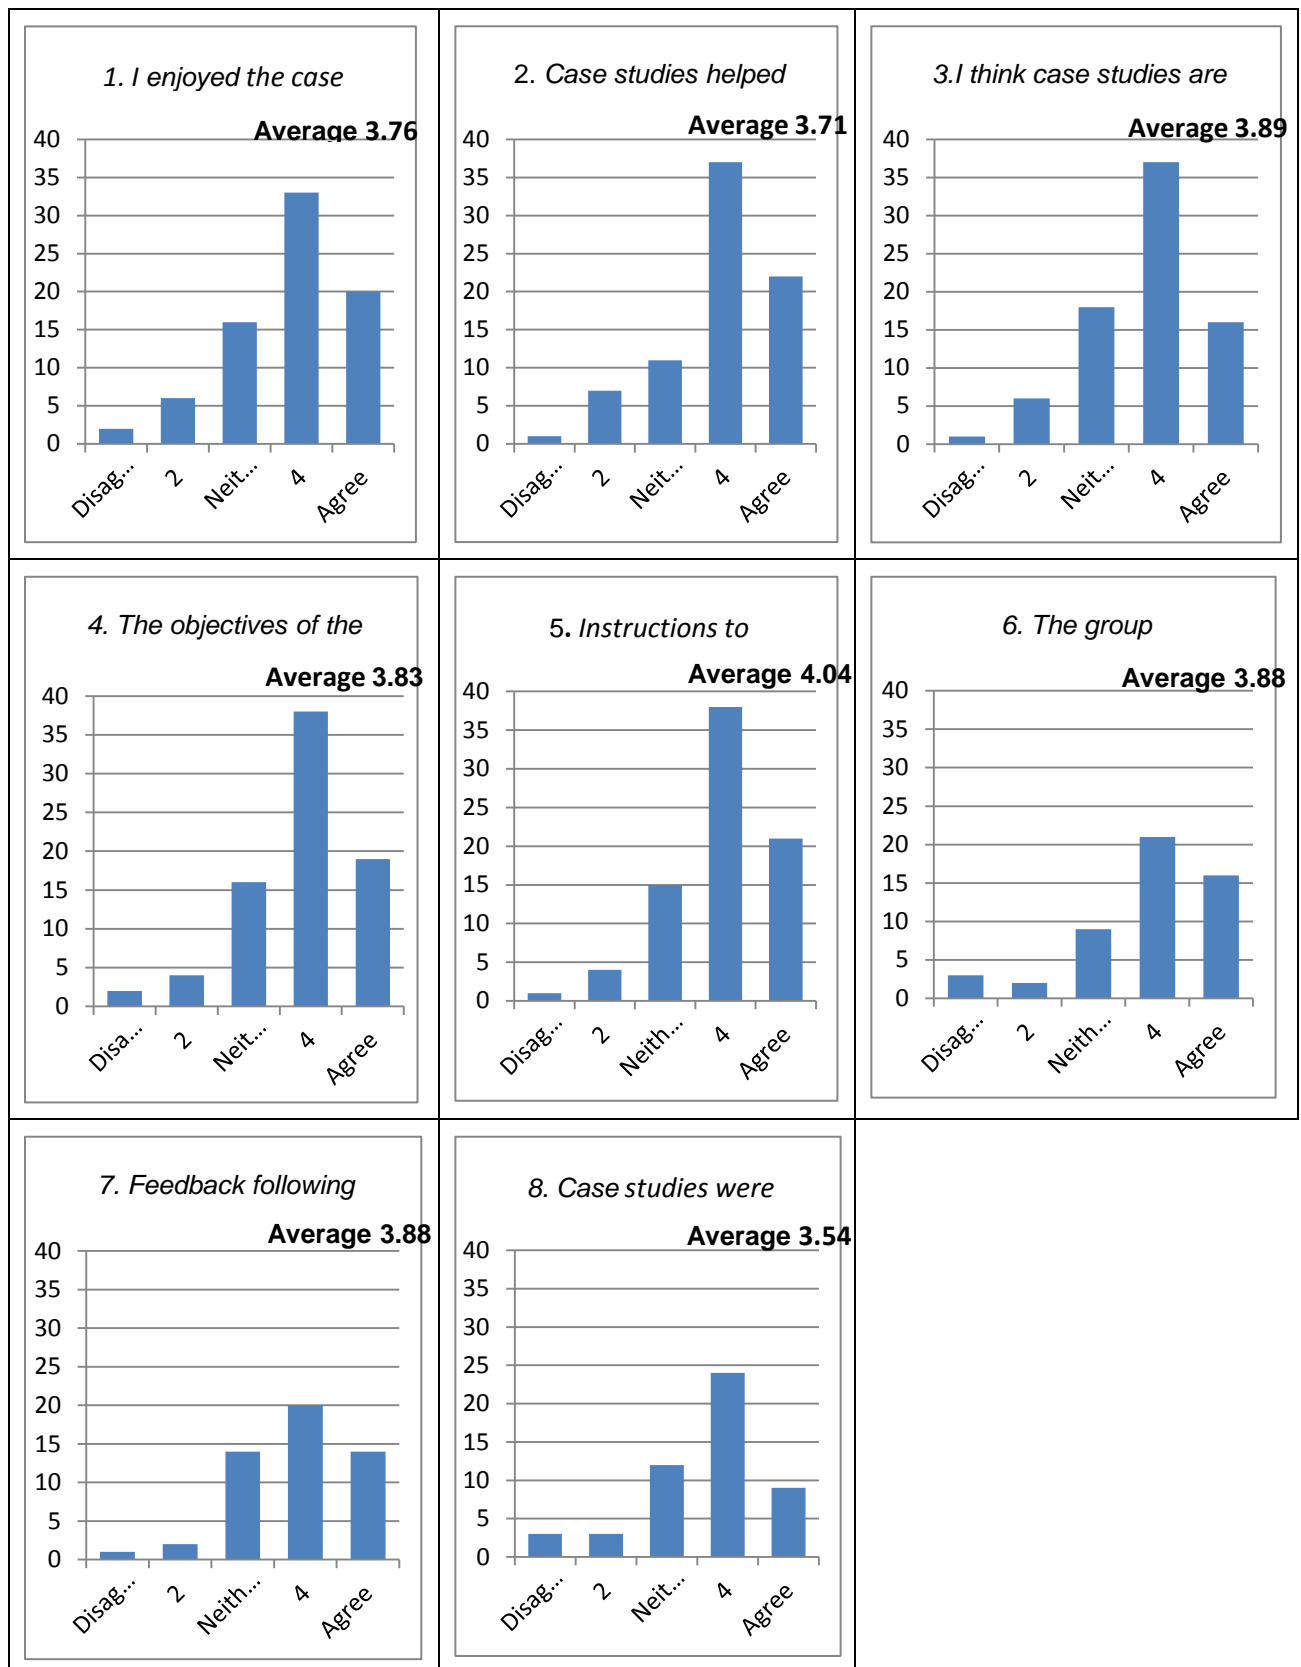 1. I enjoyed the case
Average 3.76
40
35
30
25
20
15
10
5
0
Disag...
2
Neit...
4
Agree
2. Case studies helped
Average 3.71
40
35
30
25
20
15
10
5
0
Disag...
2
Neit...
4
Agree
3.I think case studies are
Average 3.89
40
35
30
25
20
15
10
5
0
Disag...
2
Neit...
4
Agree
4. The objectives of the
Average 3.83
40
35
30
25
20
15
10
5
0
Disa...
2
Neit...
4
Agree
5. Instructions to
Average 4.04
40
35
30
25
20
15
10
5
0
Disag...
2
Neith...
4
Agree
6. The group
Average 3.88
40
35
30
25
20
15
10
5
0
Disag...
2
Neith...
4
Agree
7. Feedback following
Average 3.88
40
35
30
25
20
15
10
5
0
Disag...
2
Neith...
4
Agree
8. Case studies were
Average 3.54
40
35
30
25
20
15
10
5
0
Disag...
2
Neit...
4
Agree